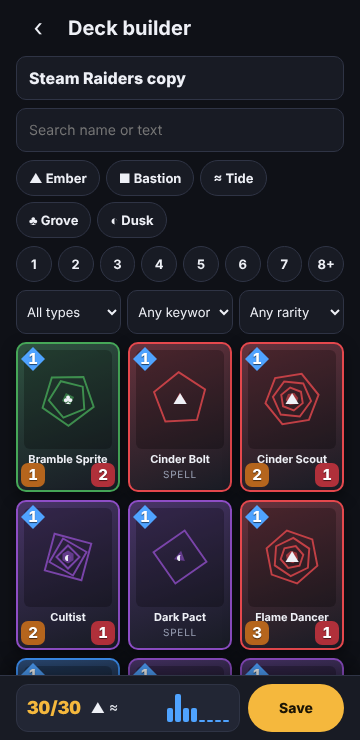 Deck builder
Steam Raiders copy
Search name or text
Ember Bastion Tide
Grove Dusk
1 2 3 4 5 6 7 8+
All types Any keywor Any rarity
1 1 1
Bramble Sprite Cinder Bolt Cinder Scout
1 2 SPELL 2 1
1 1 1
Cultist Dark Pact Flame Dancer
2 1 SPELL 3 1
1 1 1
30/30 Save